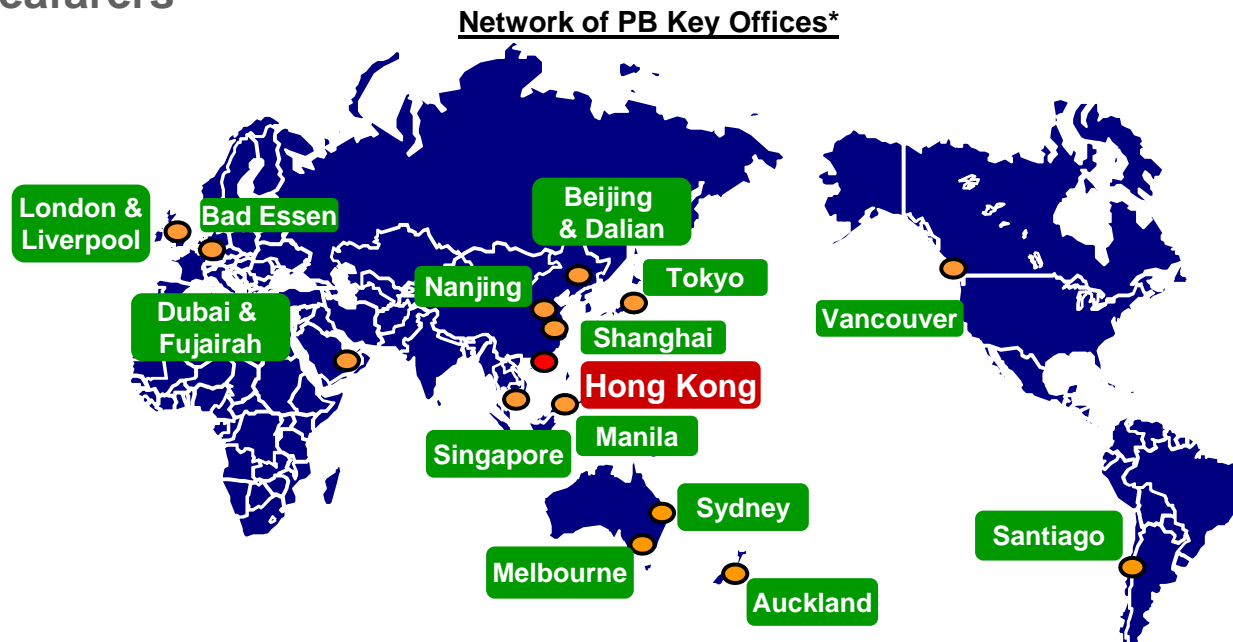 eafarers
Network of PB Key Offices*
London &
Liverpool
Bad Essen
Beijing
& Dalian
Nanjing
Tokyo
Dubai &
Fujairah
Shanghai
Vancouver
Hong Kong
Manila
Singapore
Sydney
Santiago
Melbourne
Auckland